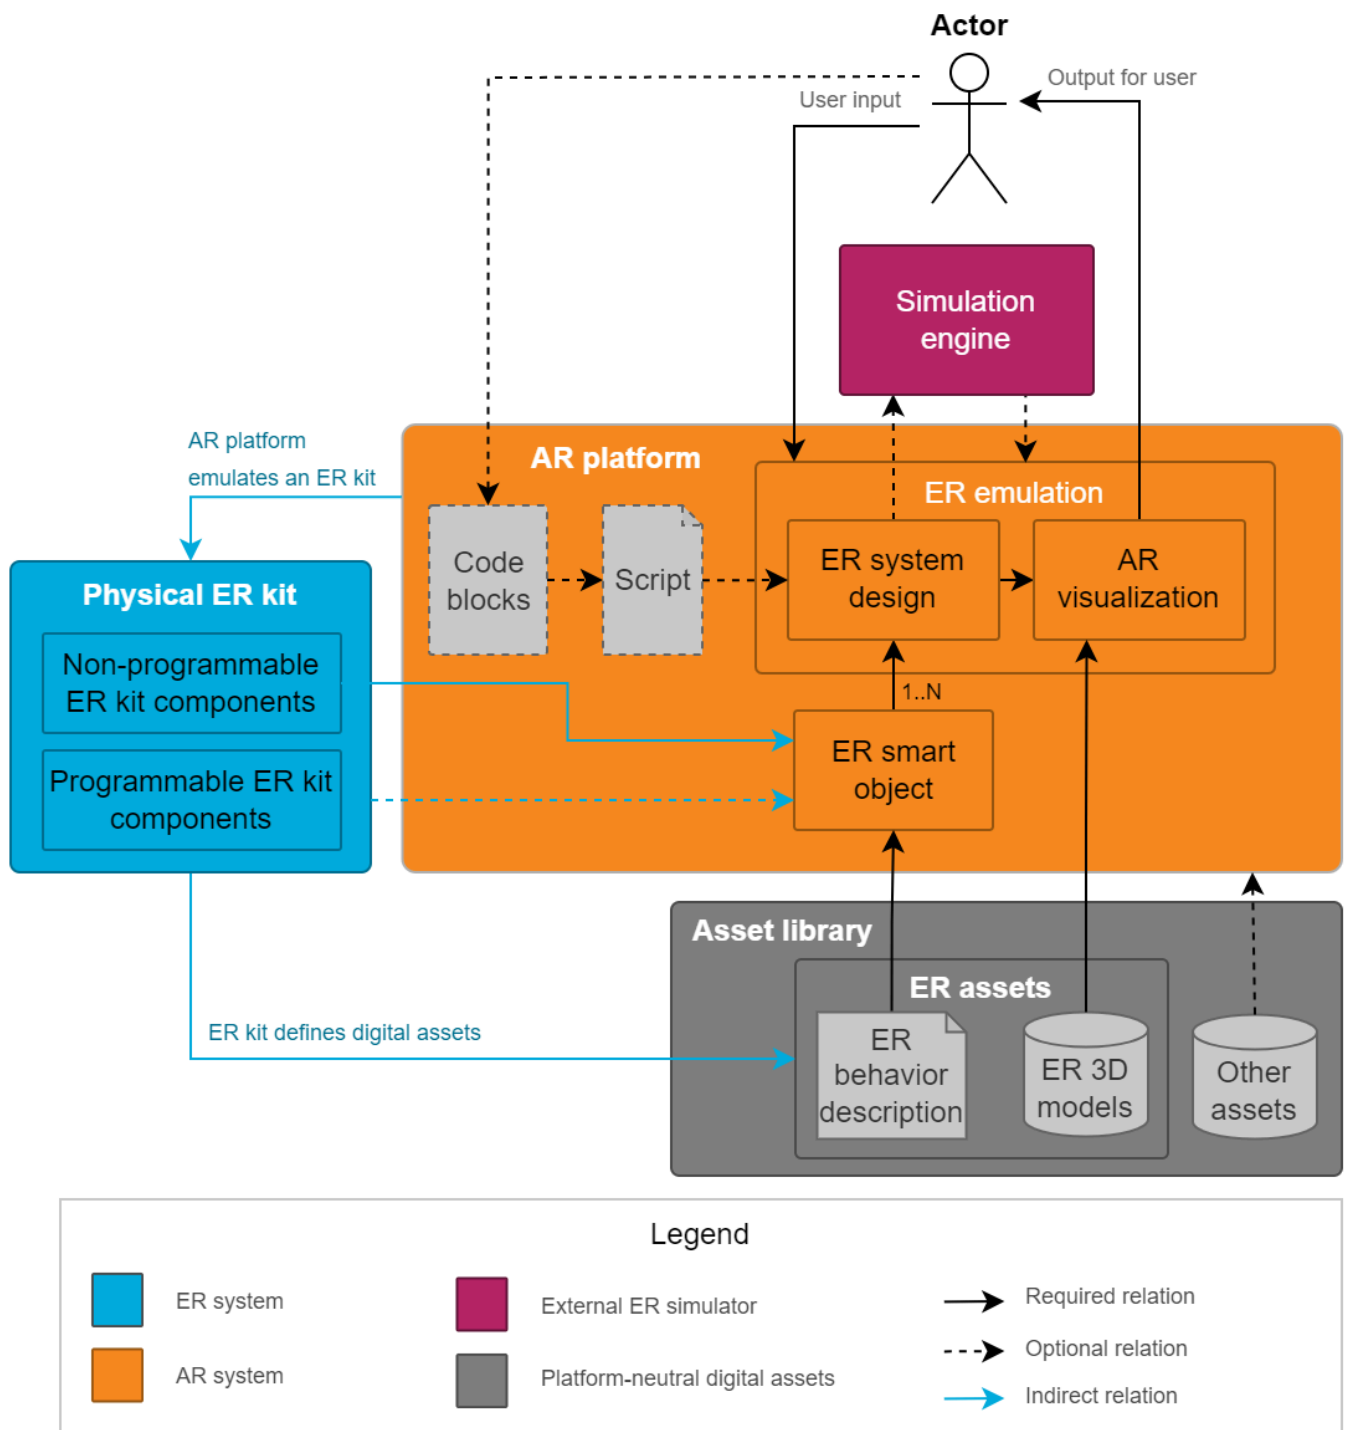 Actor
Output for user
User input
Simulation
engine
AR platform
emulates an ER kit
AR platform
ER emulation
Code
blocks
Script
ER system
design
AR
visualization
Physical ER kit
Non-programmable
ER kit components
Programmable ER kit
components
1..N
ER smart
object
Asset library
ER assets
ER kit defines digital assets
ER
behavior
description
ER 3D
models
Other
assets
Legend
ER system
External ER simulator
Required relation
Optional relation
AR system
Platform-neutral digital assets
Indirect relation